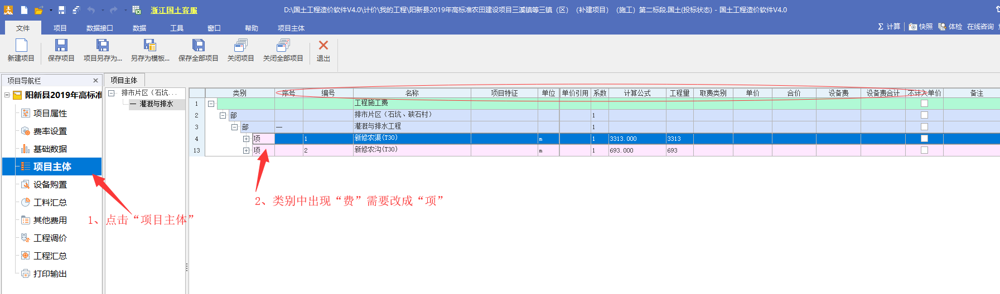 浙江国土客服 D:\国土工程造价软件V4.0\计价\我的工程\阳新县2019年高标准农田建设项目三溪镇等三镇（区）（补建项目）（施工）第二标段.国土(投标状态) - 国土工程造价软件V4.0
文件 项目 数据接口 数据 工具 窗口 帮助 项目主体 Σ 计算 快照 体检 在线咨询
新建项目 保存项目 项目另存为... 另存为模板... 保存全部项目 关闭项目 关闭全部项目 退出
项目导航栏 ×
阳新县2019年高标准
项目属性
费率设置
基础数据
项目主体
设备购置
工料汇总
其他费用
工程调价
工程汇总
打印输出
项目主体
排市片区（石坑...
一 灌溉与排水
类别 序号 编号 名称 项目特征 单位 单价引用 系数 计算公式 工程量 取费类别 单价 合价 设备费 设备费合计 不计入单价 备注
1 工程施工费
2 部 排市片区（石坑、硖石村） 1
3 部 一 灌溉与排水工程 1
4 项 1 新修农渠(T30) m 1 3313.000 3313
13 项 2 新修农沟(T30) m 1 693.000 693
2、类别中出现“费”需要改成“项”
1、点击“项目主体”